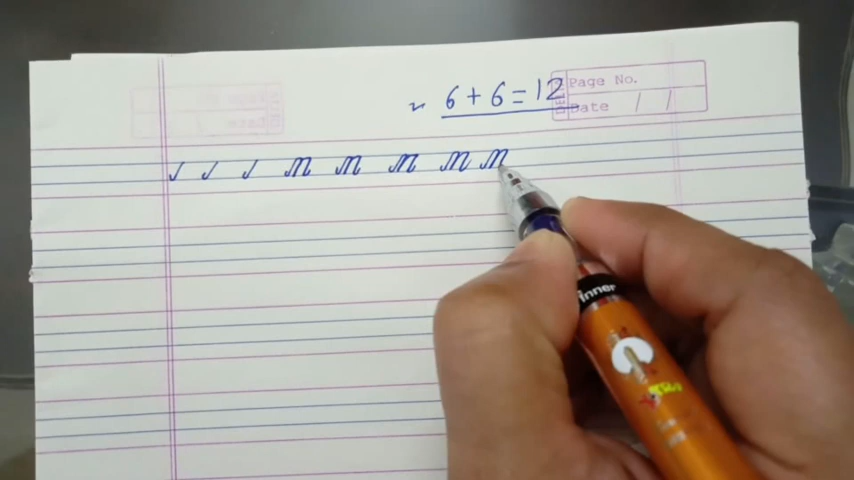 Page No.
6 + 6 = 12
Date / /
m m m m m
inner